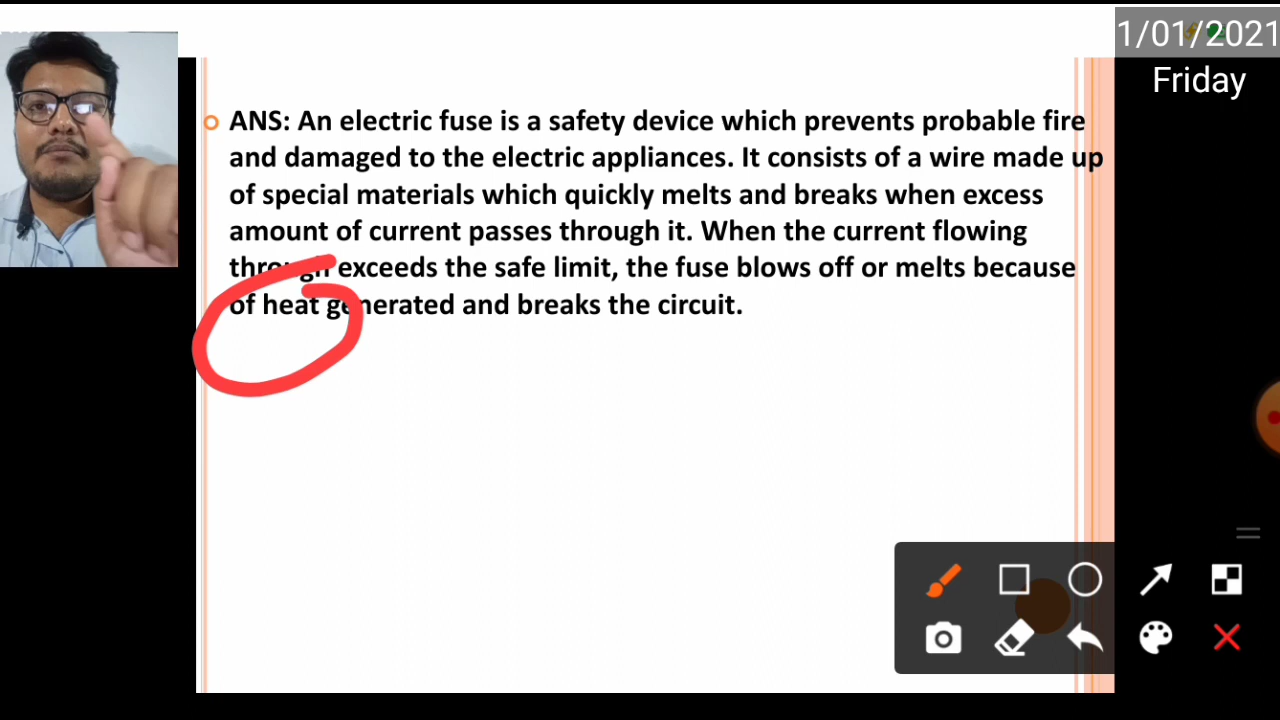 1/01/2021
Friday
ANS: An electric fuse is a safety device which prevents probable fire
and damaged to the electric appliances. It consists of a wire made up
of special materials which quickly melts and breaks when excess
amount of current passes through it. When the current flowing
through exceeds the safe limit, the fuse blows off or melts because
of heat generated and breaks the circuit.